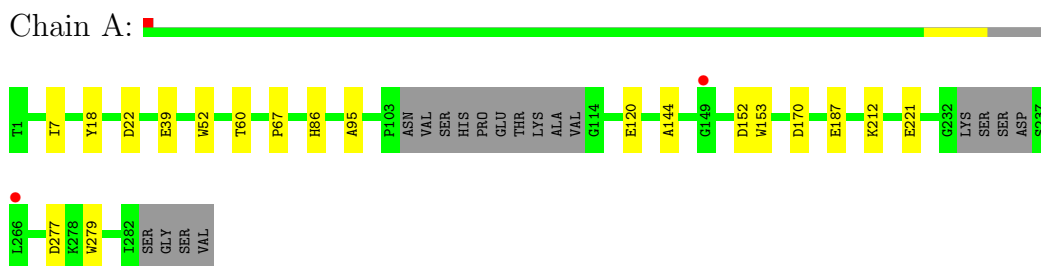 Chain A:
T1 I7 Y18 D22 E39 W52 T60 P67 H86 A95 P103 ASN VAL SER HIS PRO GLU THR LYS ALA VAL G114 E120 A144 G149 D152 W153 D170 E187 K212 E221 G232 LYS SER SER ASP S237
L266 D277 K278 W279 I282 SER GLY SER VAL